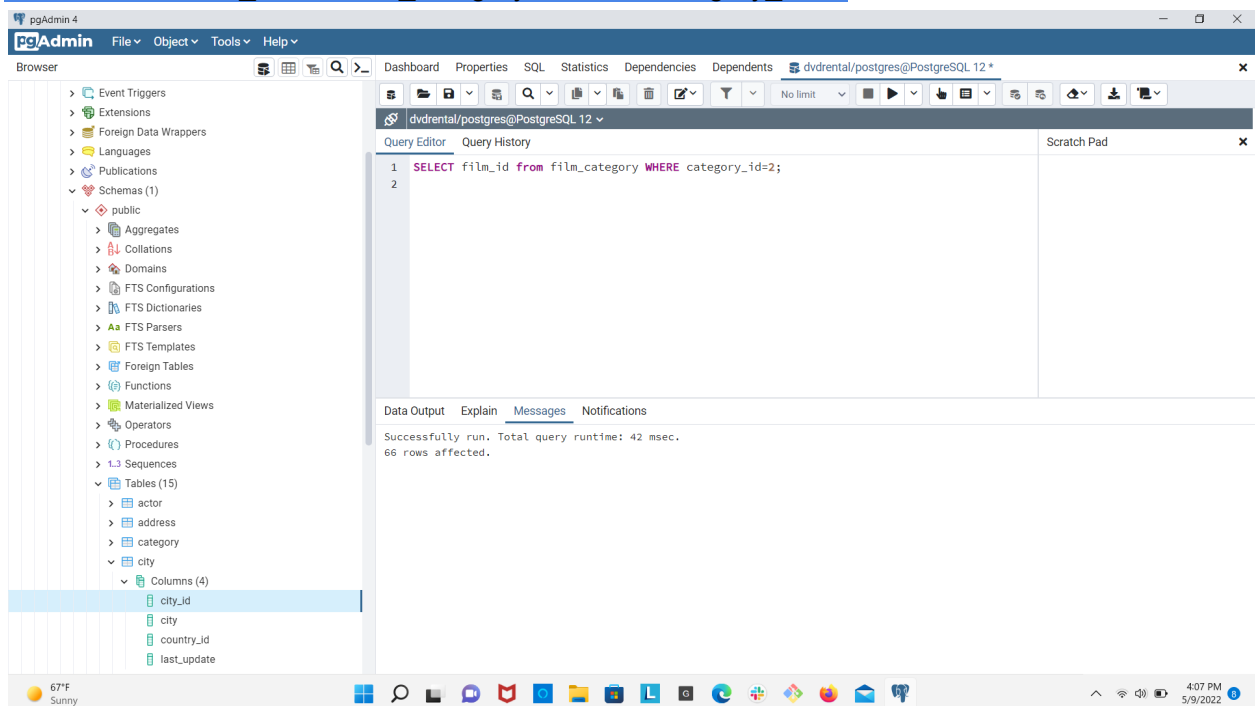 pgAdmin 4
pgAdmin File Object Tools Help
Browser
Dashboard Properties SQL Statistics Dependencies Dependents dvdrental/postgres@PostgreSQL 12 *
No limit
dvdrental/postgres@PostgreSQL 12
Query Editor Query History
Scratch Pad
1 SELECT film_id from film_category WHERE category_id=2;
2
Event Triggers
Extensions
Foreign Data Wrappers
Languages
Publications
Schemas (1)
public
Aggregates
Collations
Domains
FTS Configurations
FTS Dictionaries
Aa FTS Parsers
FTS Templates
Foreign Tables
Functions
Materialized Views
Operators
Procedures
1..3 Sequences
Tables (15)
actor
address
category
city
Columns (4)
city_id
city
country_id
last_update
Data Output Explain Messages Notifications
Successfully run. Total query runtime: 42 msec.
66 rows affected.
67°F
Sunny
4:07 PM
5/9/2022
8